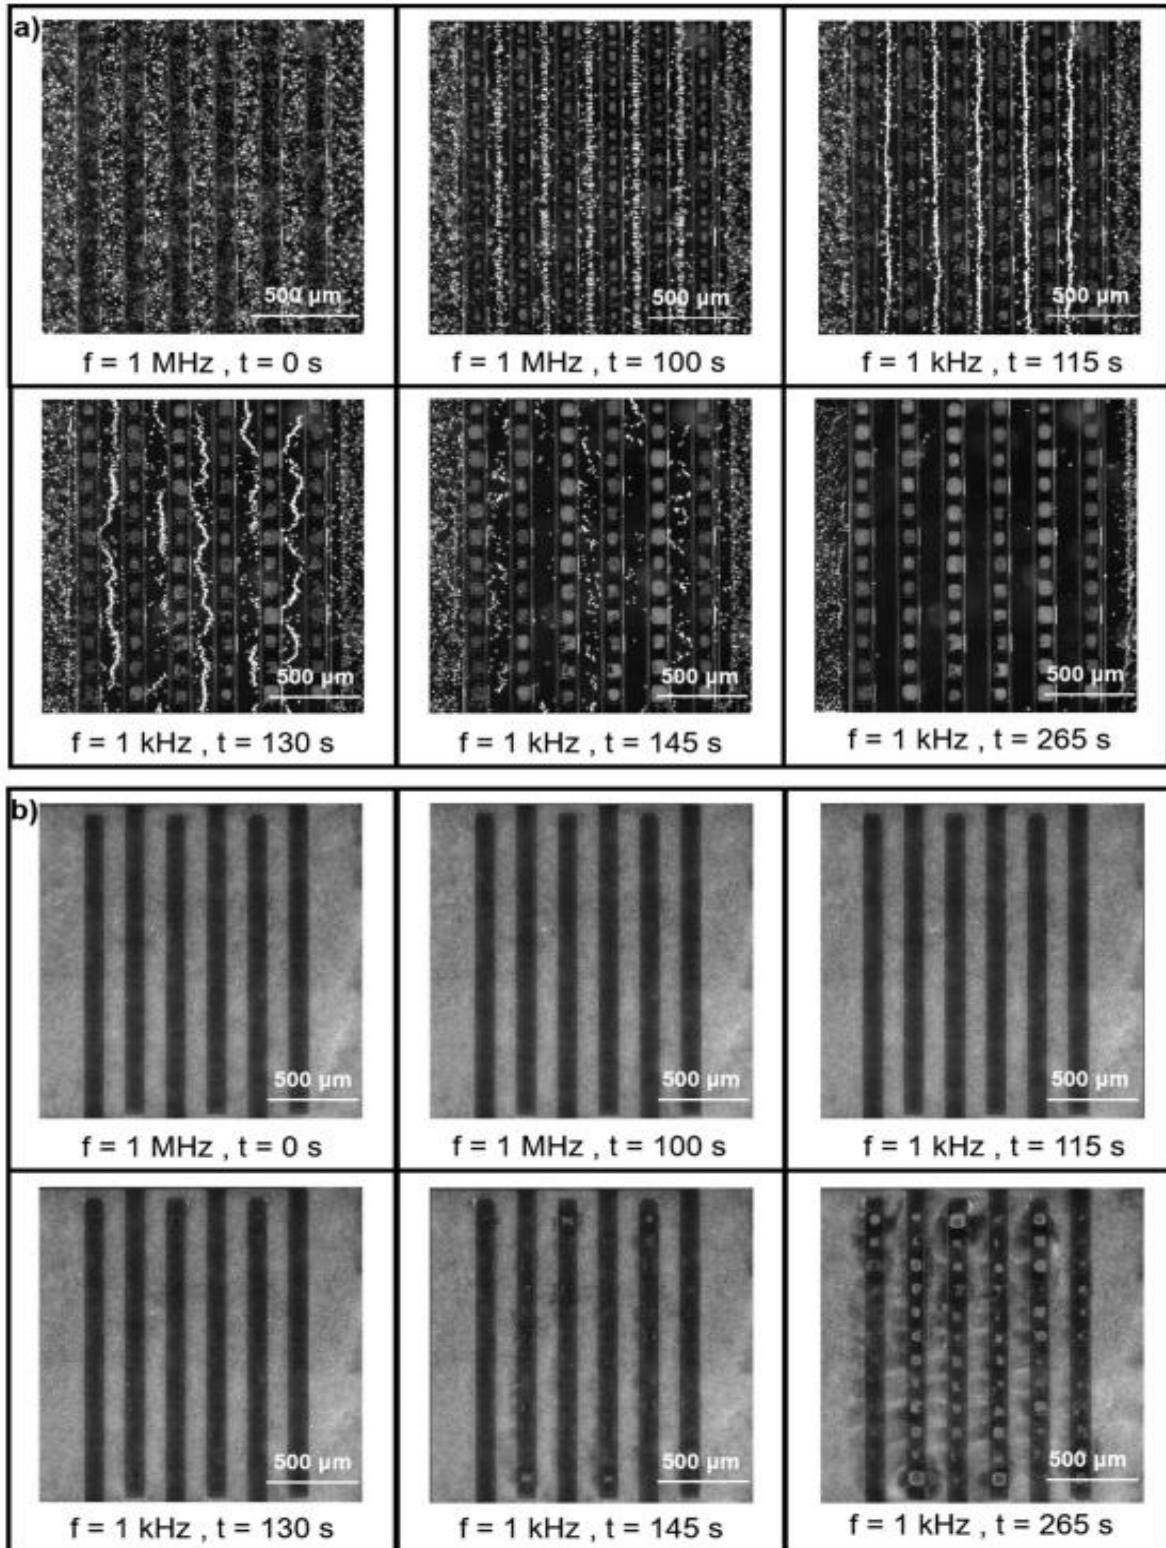 a)
500 µm
500 µm
500 µm
f = 1 MHz , t = 0 s
f = 1 MHz , t = 100 s
f = 1 kHz , t = 115 s
500 µm
500 µm
500 µm
f = 1 kHz , t = 130 s
f = 1 kHz , t = 145 s
f = 1 kHz , t = 265 s
b)
500 µm
500 µm
500 µm
f = 1 MHz , t = 0 s
f = 1 MHz , t = 100 s
f = 1 kHz , t = 115 s
500 µm
500 µm
500 µm
f = 1 kHz , t = 130 s
f = 1 kHz , t = 145 s
f = 1 kHz , t = 265 s